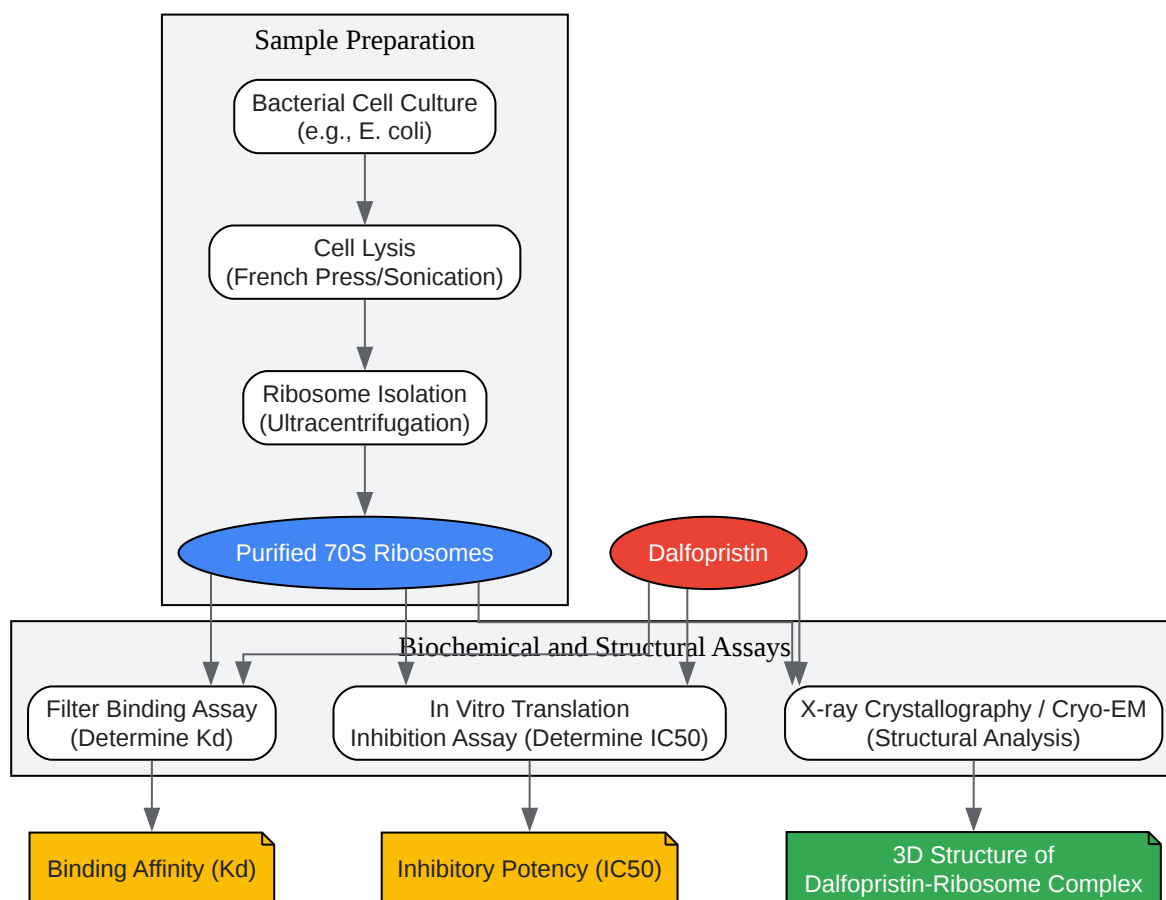 Sample Preparation
Bacterial Cell Culture
(e.g., E. coli)
Cell Lysis
(French Press/Sonication)
Ribosome Isolation
(Ultracentrifugation)
Purified 70S Ribosomes
Dalfopristin
Biochemical and Structural Assays
Filter Binding Assay
(Determine Kd)
In Vitro Translation
Inhibition Assay (Determine IC50)
X-ray Crystallography / Cryo-EM
(Structural Analysis)
Binding Affinity (Kd)
Inhibitory Potency (IC50)
3D Structure of
Dalfopristin-Ribosome Complex